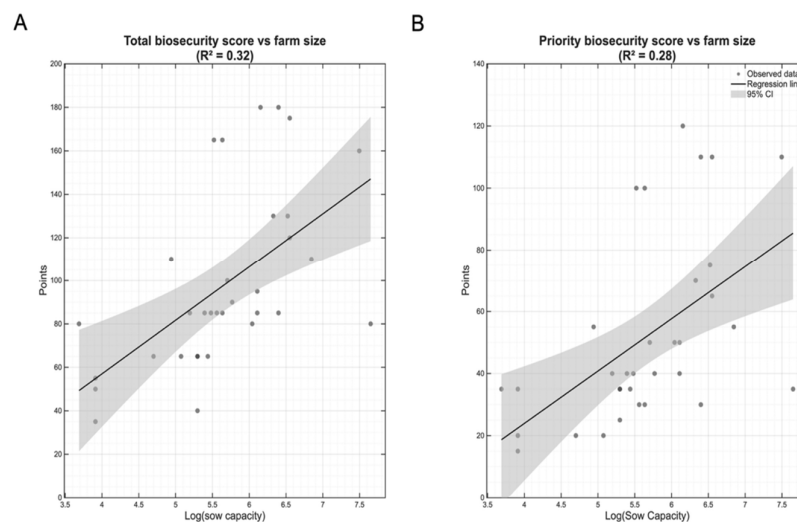 A
Total biosecurity score vs farm size
(R² = 0.32)
200
180
160
140
120
100
80
60
40
20
0
Points
3.5 4 4.5 5 5.5 6 6.5 7 7.5
Log(sow capacity)
B
Priority biosecurity score vs farm size
(R² = 0.28)
Observed data
Regression lin
95% CI
140
120
100
80
60
40
20
0
Points
3.5 4 4.5 5 5.5 6 6.5 7 7.5
Log(Sow Capacity)